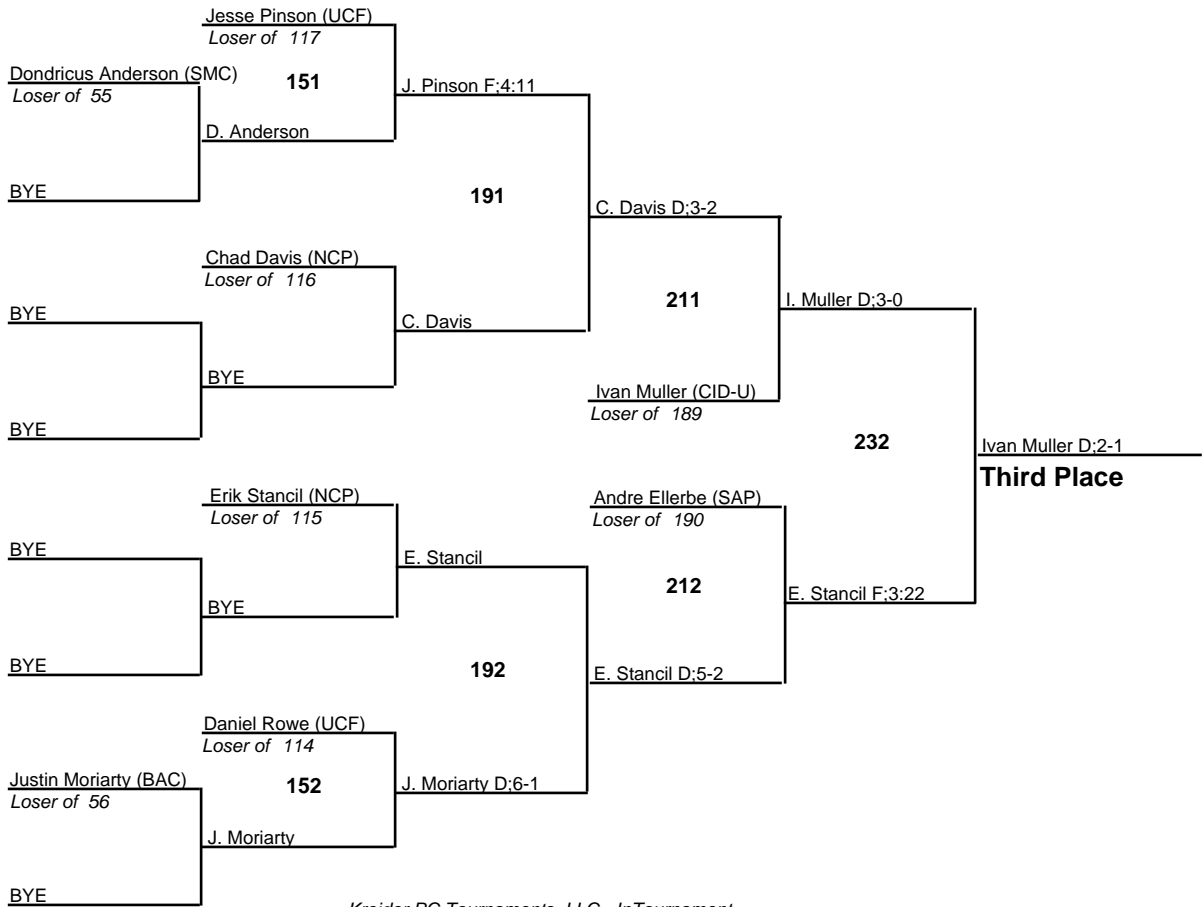 Jesse Pinson (UCF)
Loser of 117
Dondricus Anderson (SMC)
Loser of 55
151
J. Pinson F;4:11
D. Anderson
BYE
191
C. Davis D;3-2
Chad Davis (NCP)
Loser of 116
211
I. Muller D;3-0
BYE
C. Davis
BYE
Ivan Muller (CID-U)
Loser of 189
BYE
232
Ivan Muller D;2-1
Third Place
Erik Stancil (NCP)
Loser of 115
Andre Ellerbe (SAP)
Loser of 190
BYE
E. Stancil
212
E. Stancil F;3:22
BYE
BYE
192
E. Stancil D;5-2
Daniel Rowe (UCF)
Loser of 114
Justin Moriarty (BAC)
Loser of 56
152
J. Moriarty D;6-1
J. Moriarty
BYE